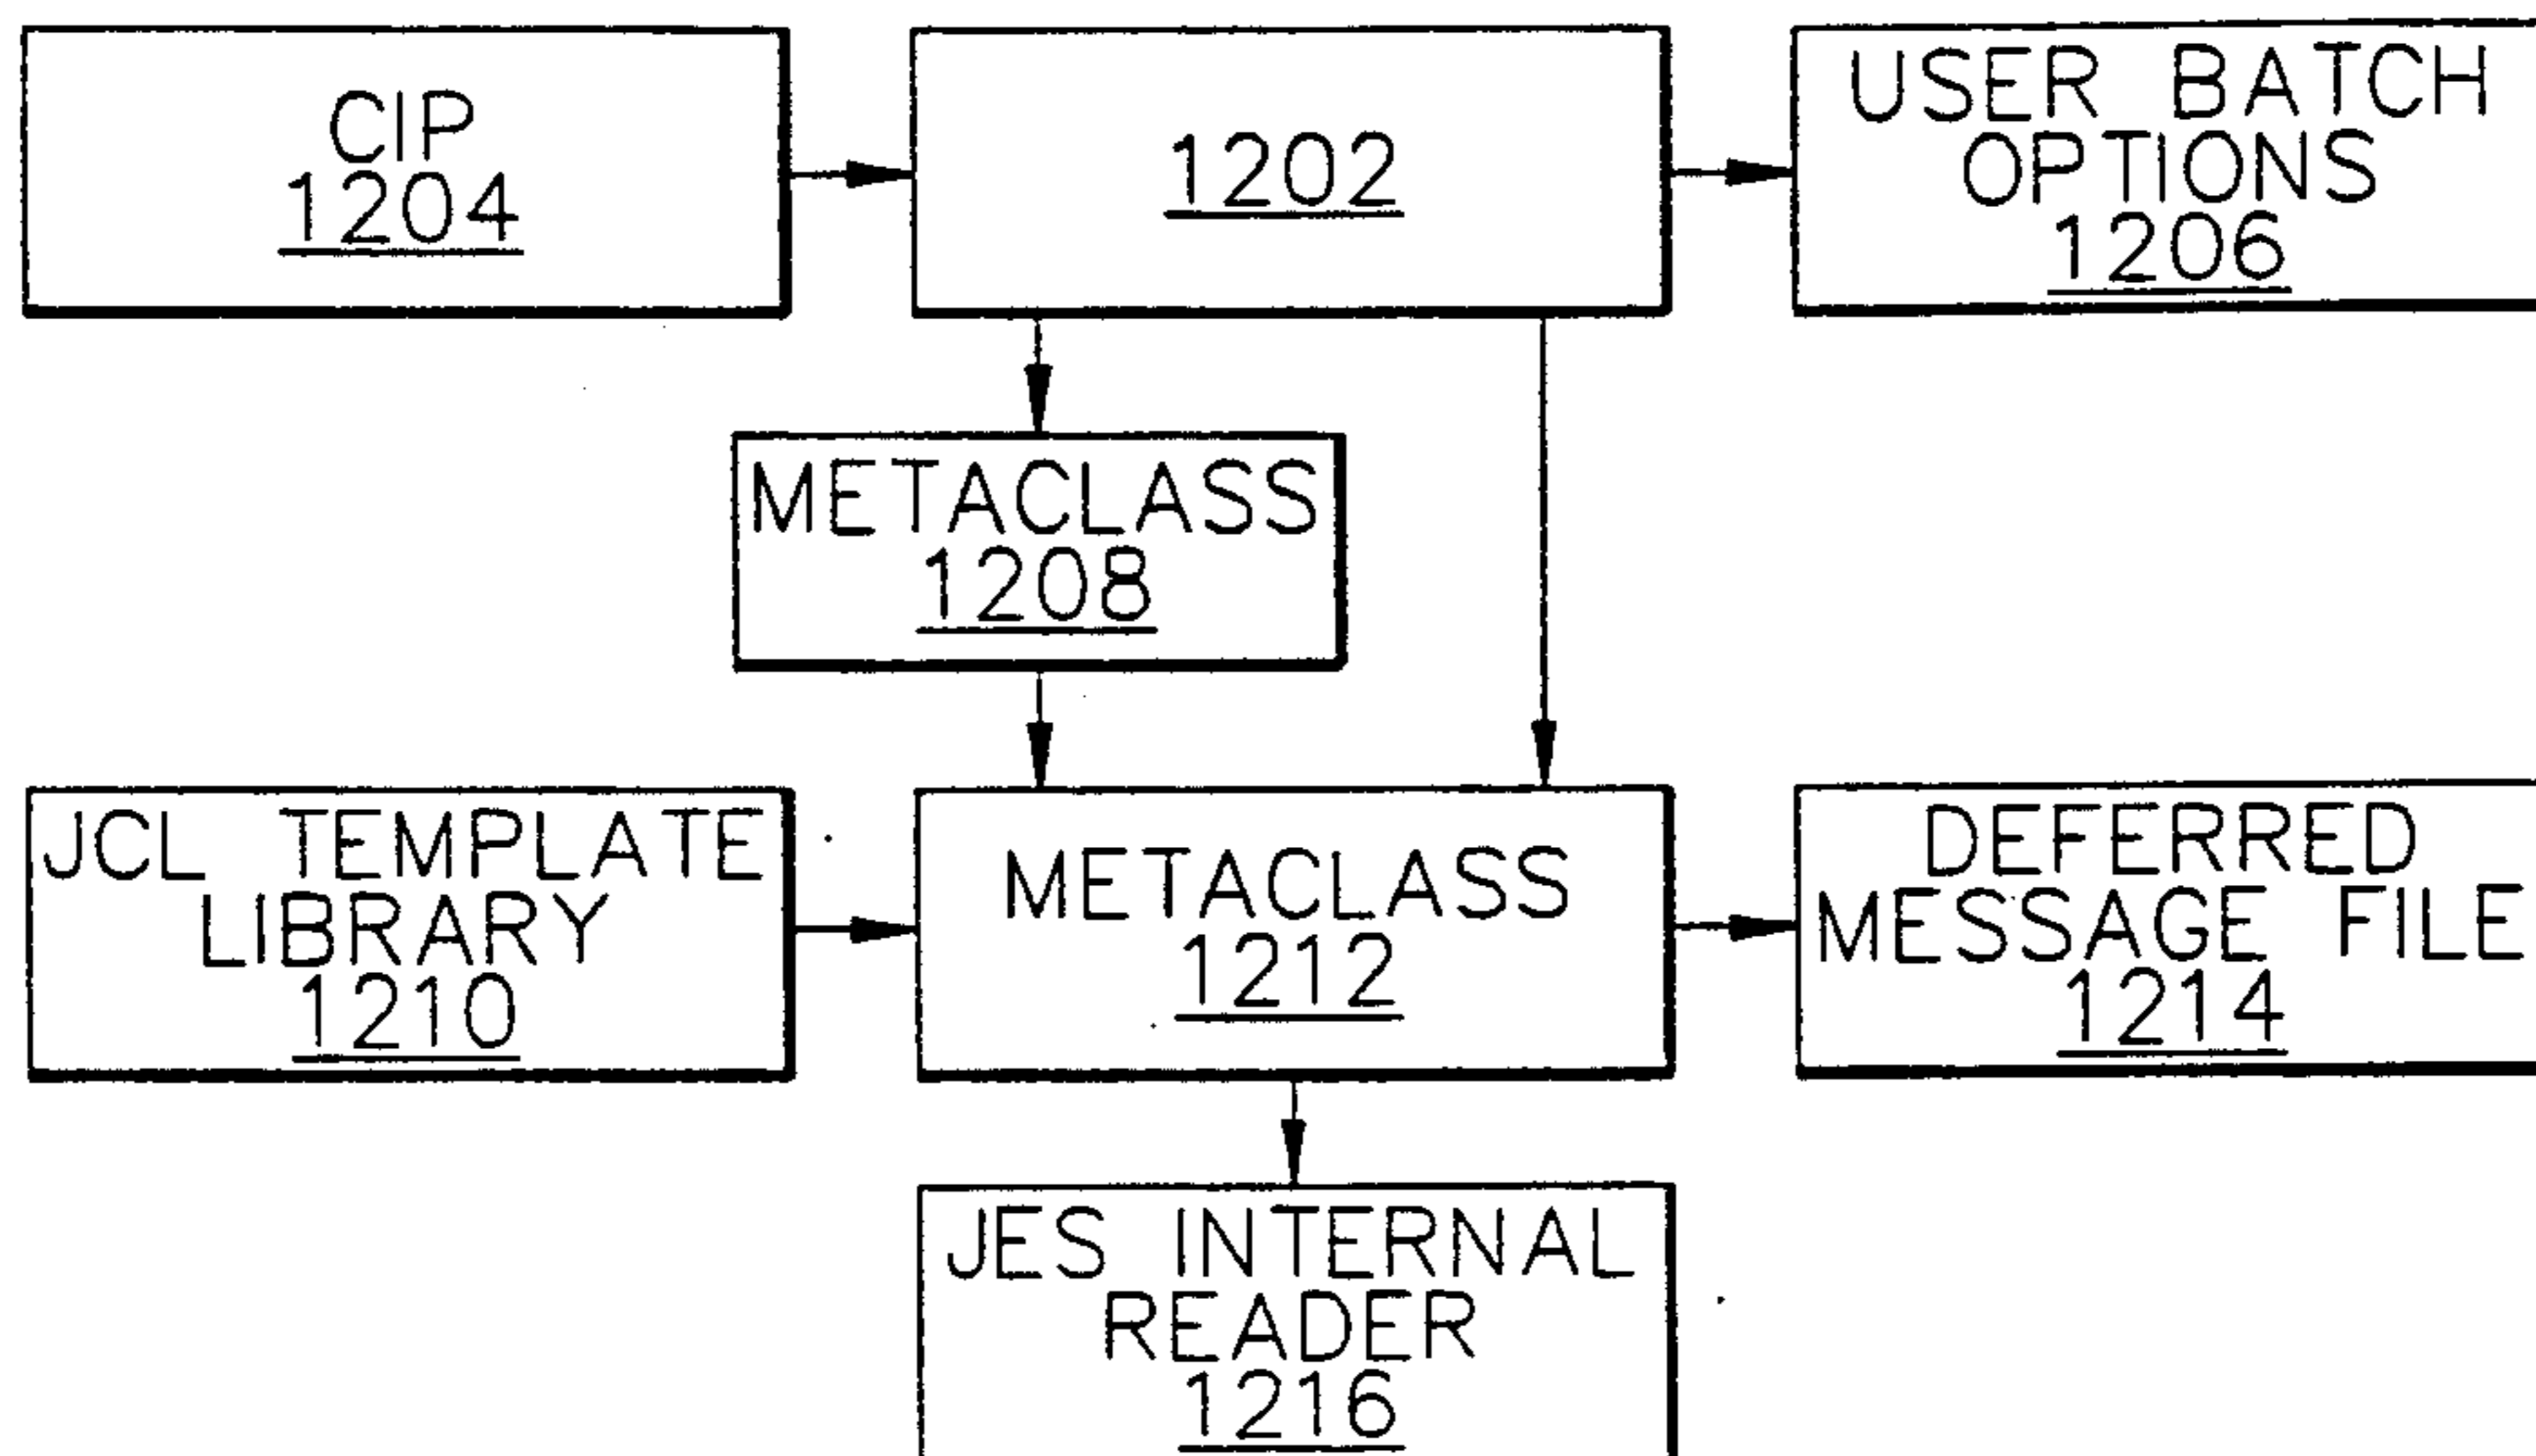 CIP
1204
1202
USER BATCH
OPTIONS
1206
METACLASS
1208
JCL TEMPLATE
LIBRARY
1210
METACLASS
1212
DEFERRED
MESSAGE FILE
1214
JES INTERNAL
READER
1216